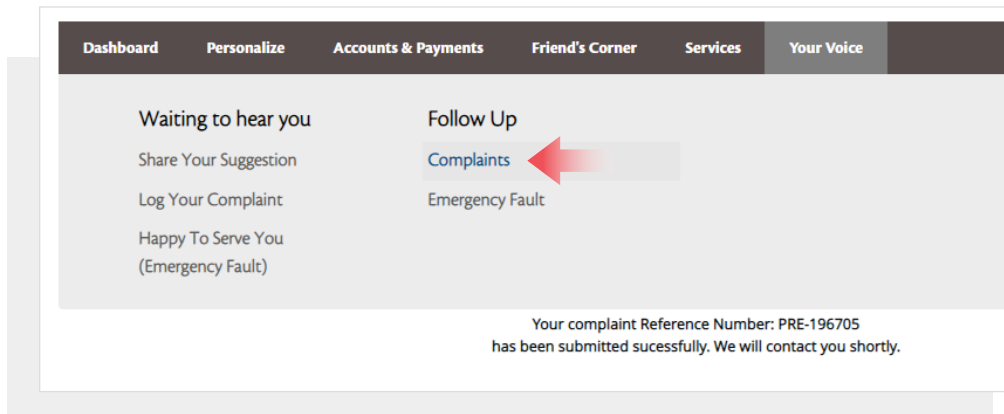 Dashboard Personalize Accounts & Payments Friend's Corner Services Your Voice
Waiting to hear you
Share Your Suggestion
Log Your Complaint
Happy To Serve You
(Emergency Fault)
Follow Up
Complaints
Emergency Fault
Your complaint Reference Number: PRE-196705
has been submitted sucessfully. We will contact you shortly.